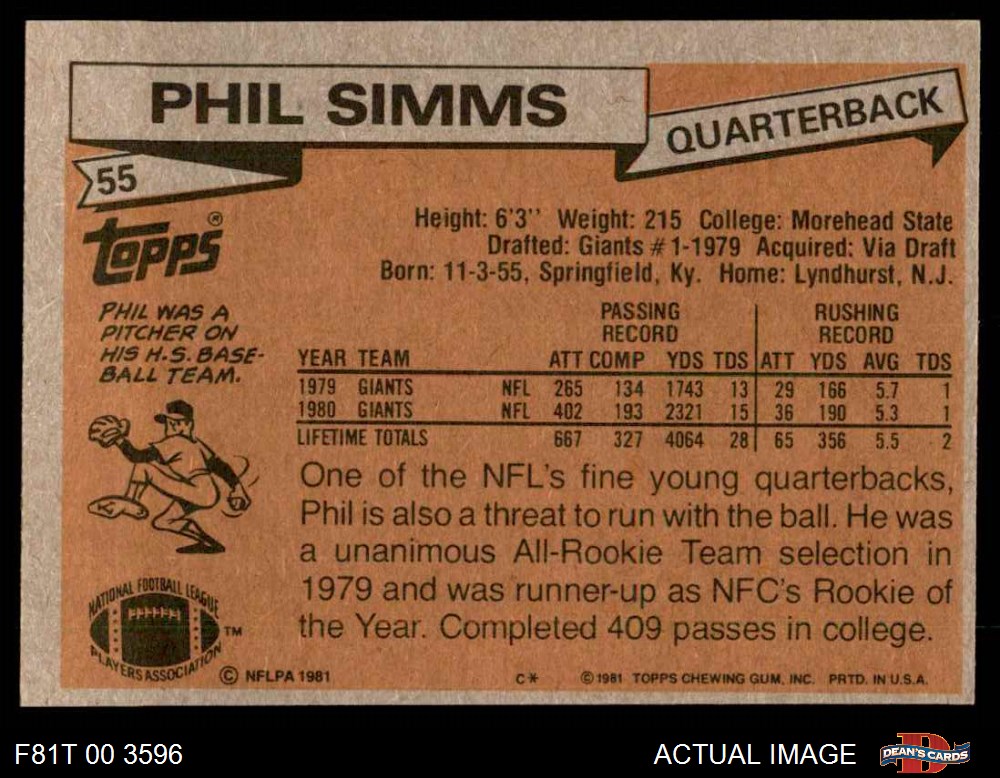 PHIL SIMMS
QUARTERBACK
55
topps®
Height: 6'3'' Weight: 215 College: Morehead State
Drafted: Giants #1-1979 Acquired: Via Draft
Born: 11-3-55, Springfield, Ky. Home: Lyndhurst, N.J.
PHIL WAS A
PITCHER ON
HIS H.S. BASE-
BALL TEAM.
PASSING RUSHING
RECORD RECORD
YEAR TEAM ATT COMP YDS TDS ATT YDS AVG TDS
1979 GIANTS NFL 265 134 1743 13 29 166 5.7 1
1980 GIANTS NFL 402 193 2321 15 36 190 5.3 1
LIFETIME TOTALS 667 327 4064 28 65 356 5.5 2
One of the NFL's fine young quarterbacks,
Phil is also a threat to run with the ball. He was
a unanimous All-Rookie Team selection in
1979 and was runner-up as NFC's Rookie of
the Year. Completed 409 passes in college.
NATIONAL FOOTBALL LEAGUE
PLAYERS ASSOCIATION
TM
© NFLPA 1981 C* © 1981 TOPPS CHEWING GUM, INC. PRTD. IN U.S.A.
F81T 00 3596 ACTUAL IMAGE
DEAN'S CARDS